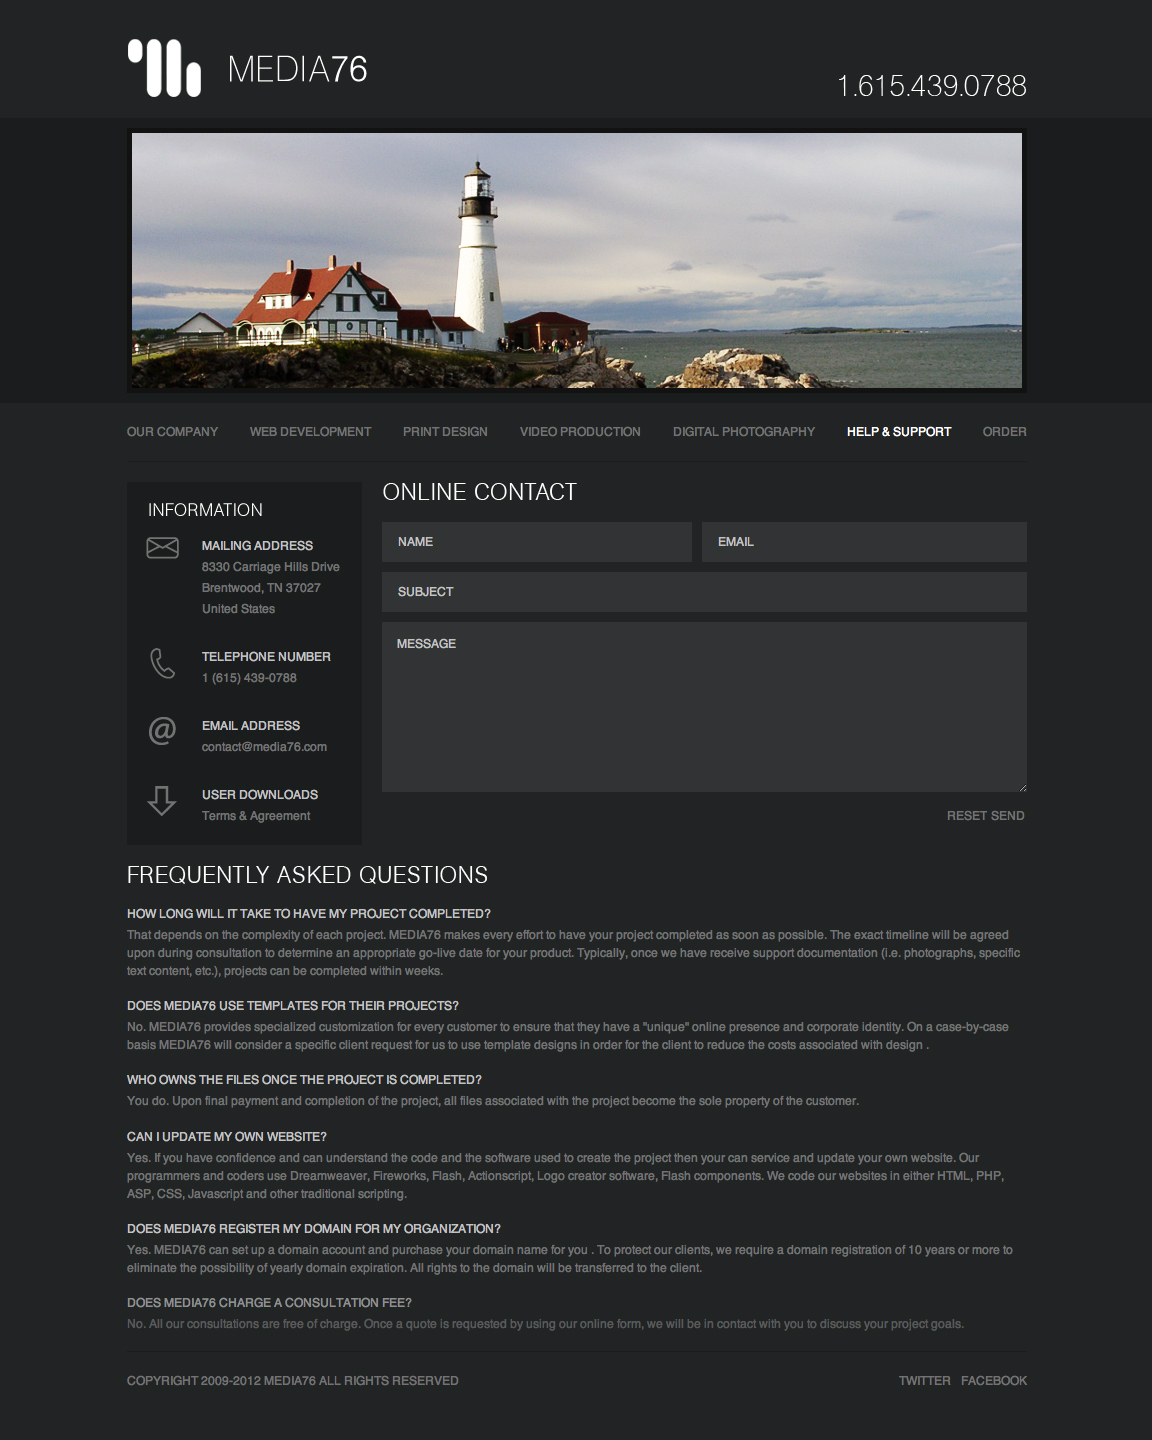 MEDIA76
1.615.439.0788
OUR COMPANY WEB DEVELOPMENT PRINT DESIGN VIDEO PRODUCTION DIGITAL PHOTOGRAPHY HELP & SUPPORT ORDER
INFORMATION
MAILING ADDRESS
8330 Carriage Hills Drive
Brentwood, TN 37027
United States
TELEPHONE NUMBER
1 (615) 439-0788
EMAIL ADDRESS
contact@media76.com
USER DOWNLOADS
Terms & Agreement
ONLINE CONTACT
NAME EMAIL
SUBJECT
MESSAGE
RESET SEND
FREQUENTLY ASKED QUESTIONS
HOW LONG WILL IT TAKE TO HAVE MY PROJECT COMPLETED?
That depends on the complexity of each project. MEDIA76 makes every effort to have your project completed as soon as possible. The exact timeline will be agreed
upon during consultation to determine an appropriate go-live date for your product. Typically, once we have receive support documentation (i.e. photographs, specific
text content, etc.), projects can be completed within weeks.
DOES MEDIA76 USE TEMPLATES FOR THEIR PROJECTS?
No. MEDIA76 provides specialized customization for every customer to ensure that they have a "unique" online presence and corporate identity. On a case-by-case
basis MEDIA76 will consider a specific client request for us to use template designs in order for the client to reduce the costs associated with design .
WHO OWNS THE FILES ONCE THE PROJECT IS COMPLETED?
You do. Upon final payment and completion of the project, all files associated with the project become the sole property of the customer.
CAN I UPDATE MY OWN WEBSITE?
Yes. If you have confidence and can understand the code and the software used to create the project then your can service and update your own website. Our
programmers and coders use Dreamweaver, Fireworks, Flash, Actionscript, Logo creator software, Flash components. We code our websites in either HTML, PHP,
ASP, CSS, Javascript and other traditional scripting.
DOES MEDIA76 REGISTER MY DOMAIN FOR MY ORGANIZATION?
Yes. MEDIA76 can set up a domain account and purchase your domain name for you . To protect our clients, we require a domain registration of 10 years or more to
eliminate the possibility of yearly domain expiration. All rights to the domain will be transferred to the client.
DOES MEDIA76 CHARGE A CONSULTATION FEE?
No. All our consultations are free of charge. Once a quote is requested by using our online form, we will be in contact with you to discuss your project goals.
COPYRIGHT 2009-2012 MEDIA76 ALL RIGHTS RESERVED TWITTER FACEBOOK